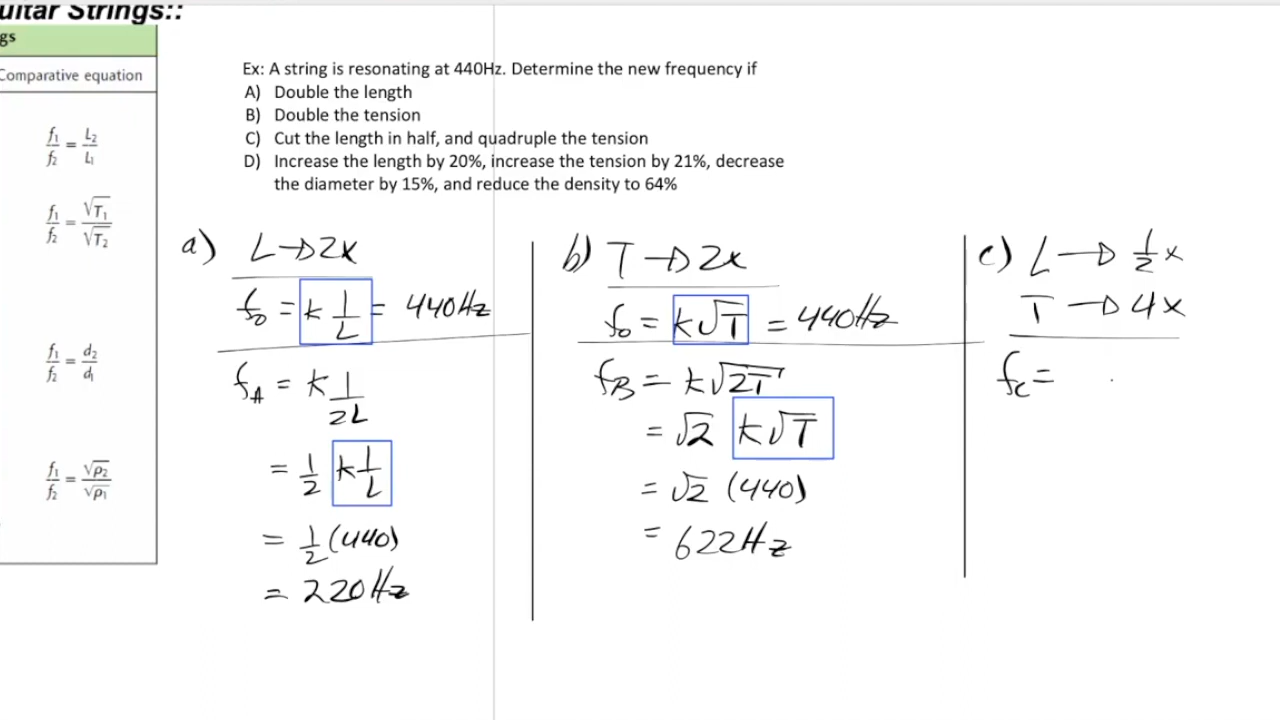 uitar Strings::
gs
Comparative equation
f₁/f₂ = L₂/L₁
f₁/f₂ = √T₁/√T₂
f₁/f₂ = d₂/d₁
f₁/f₂ = √ρ₂/√ρ₁
Ex: A string is resonating at 440Hz. Determine the new frequency if
A) Double the length
B) Double the tension
C) Cut the length in half, and quadruple the tension
D) Increase the length by 20%, increase the tension by 21%, decrease
the diameter by 15%, and reduce the density to 64%
a) L→2x
f₀ = k 1/L = 440Hz
f_A = k 1/2L
= 1/2 k 1/L
= 1/2 (440)
= 220Hz
b) T→2x
f₀ = k√T = 440Hz
f_B = k√2T
= √2 k√T
= √2 (440)
= 622Hz
c) L→1/2 x
T→4x
f_C =